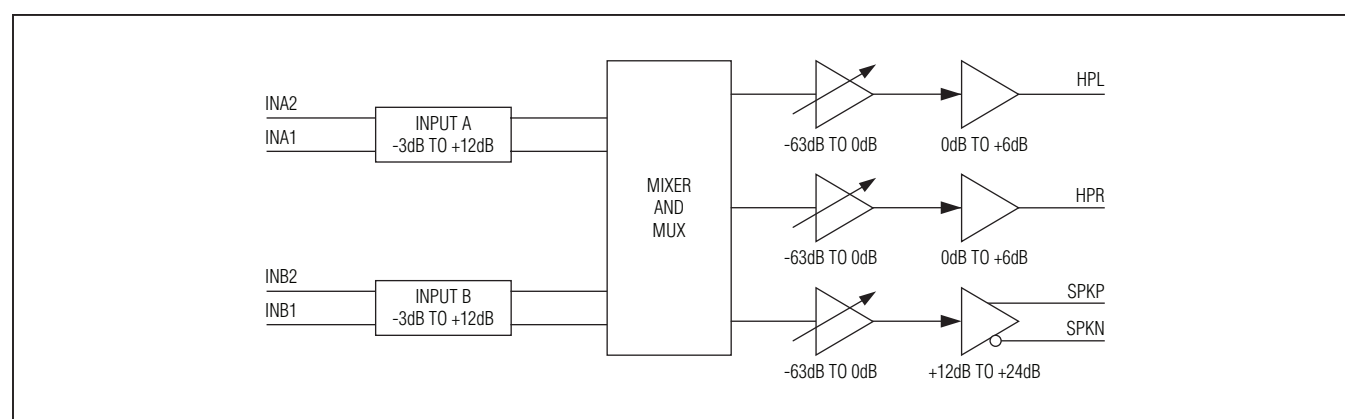 INA2
INA1
INPUT A
-3dB TO +12dB
INB2
INB1
INPUT B
-3dB TO +12dB
MIXER
AND
MUX
-63dB TO 0dB
0dB TO +6dB
HPL
-63dB TO 0dB
0dB TO +6dB
HPR
-63dB TO 0dB
+12dB TO +24dB
SPKP
SPKN